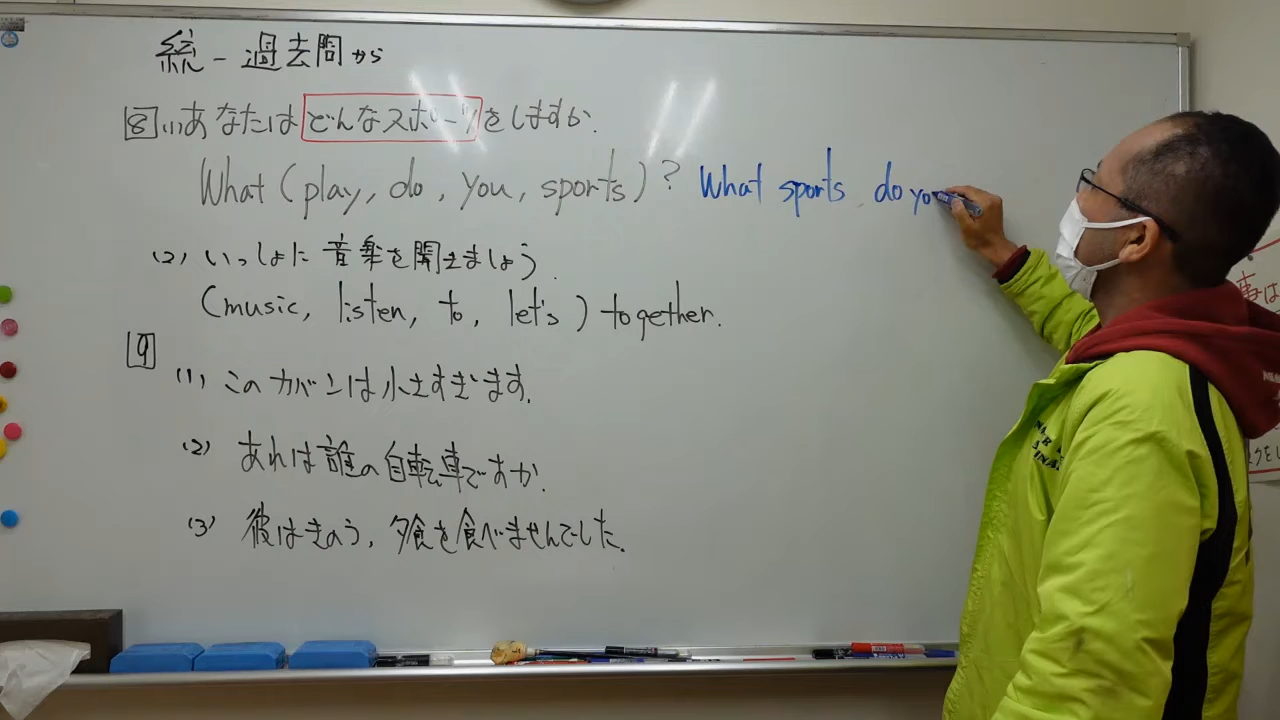 統一過去問から
8 (1) あなたはどんなスポーツをしますか.
What (play, do, you, sports)? What sports do you
(2) いっしょに音楽を聞きましょう.
(music, listen, to, let's) together.
9
(1) このカバンは小さすぎます.
(2) あれは誰の自転車ですか.
(3) 彼はきのう, 夕食を食べませんでした.